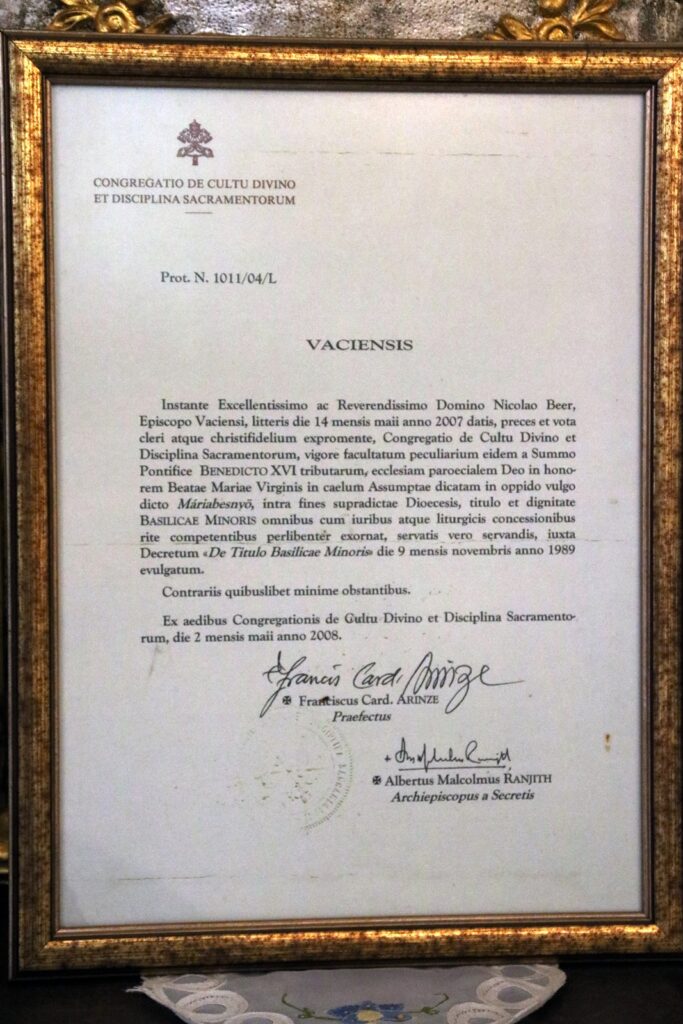 CONGREGATIO DE CULTU DIVINO
ET DISCIPLINA SACRAMENTORUM
Prot. N. 1011/04/L
VACIENSIS
Instante Excellentissimo ac Reverendissimo Domino Nicolao Beer,
Episcopo Vaciensi, litteris die 14 mensis maii anno 2007 datis, preces et vota
cleri atque christifidelium expromente, Congregatio de Cultu Divino et
Disciplina Sacramentorum, vigore facultatum peculiarium eidem a Summo
Pontifice BENEDICTO XVI tributarum, ecclesiam paroecialem Deo in hono-
rem Beatae Mariae Virginis in caelum Assumptae dicatam in oppido vulgo
dicto Máriabesnyő, intra fines supradictae Dioecesis, titulo et dignitate
BASILICAE MINORIS omnibus cum iuribus atque liturgicis concessionibus
rite competentibus perlibenter exornat, servatis vero servandis, iuxta
Decretum «De Titulo Basilicae Minoris» die 9 mensis novembris anno 1989
evulgatum.
Contrariis quibuslibet minime obstantibus.
Ex aedibus Congregationis de Cultu Divino et Disciplina Sacramento-
rum, die 2 mensis maii anno 2008.
Francis Card. Arinze
✠ Franciscus Card. ARINZE
Praefectus
✠ Albertus Malcolmus RANJITH
Archiepiscopus a Secretis